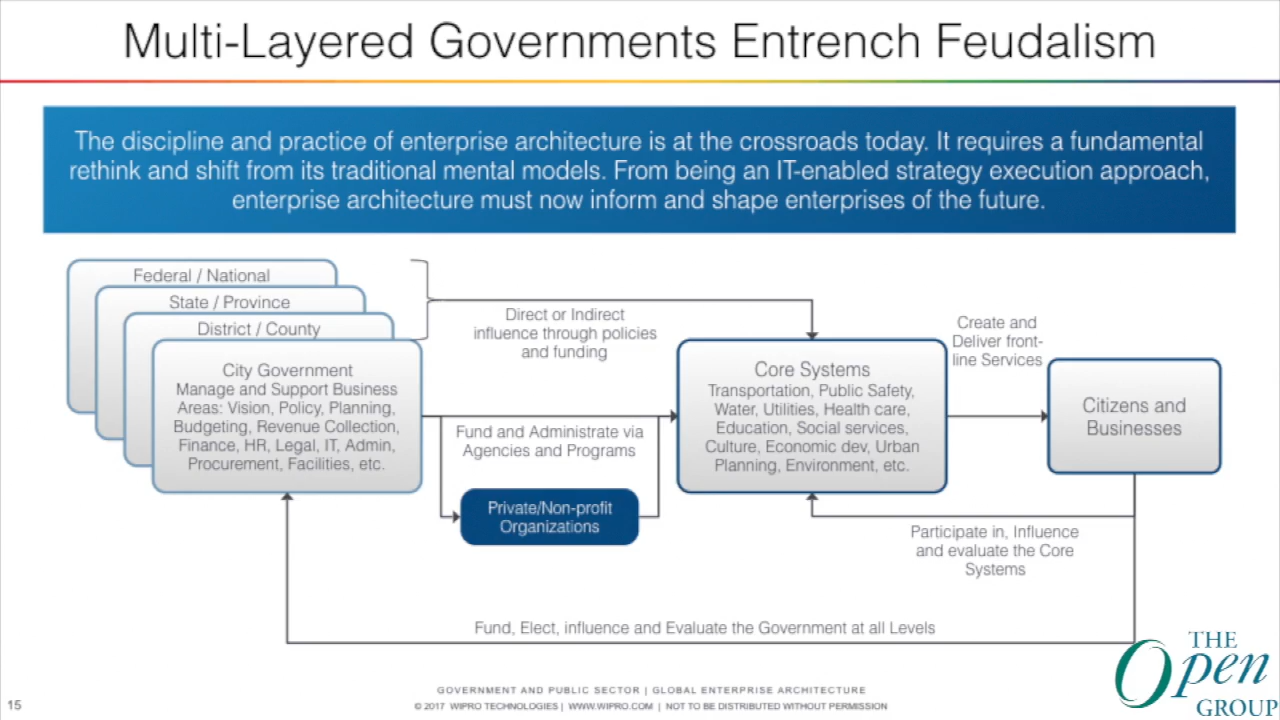 Multi-Layered Governments Entrench Feudalism
The discipline and practice of enterprise architecture is at the crossroads today. It requires a fundamental
rethink and shift from its traditional mental models. From being an IT-enabled strategy execution approach,
enterprise architecture must now inform and shape enterprises of the future.
Federal / National
State / Province
District / County
City Government
Manage and Support Business
Areas: Vision, Policy, Planning,
Budgeting, Revenue Collection,
Finance, HR, Legal, IT, Admin,
Procurement, Facilities, etc.
Direct or Indirect
influence through policies
and funding
Fund and Administrate via
Agencies and Programs
Private/Non-profit
Organizations
Core Systems
Transportation, Public Safety,
Water, Utilities, Health care,
Education, Social services,
Culture, Economic dev, Urban
Planning, Environment, etc.
Create and
Deliver front-
line Services
Citizens and
Businesses
Participate in, Influence
and evaluate the Core
Systems
Fund, Elect, influence and Evaluate the Government at all Levels
15
GOVERNMENT AND PUBLIC SECTOR | GLOBAL ENTERPRISE ARCHITECTURE
© 2017 WIPRO TECHNOLOGIES | WWW.WIPRO.COM | NOT TO BE DISTRIBUTED WITHOUT PERMISSION
THE
Open
GROUP